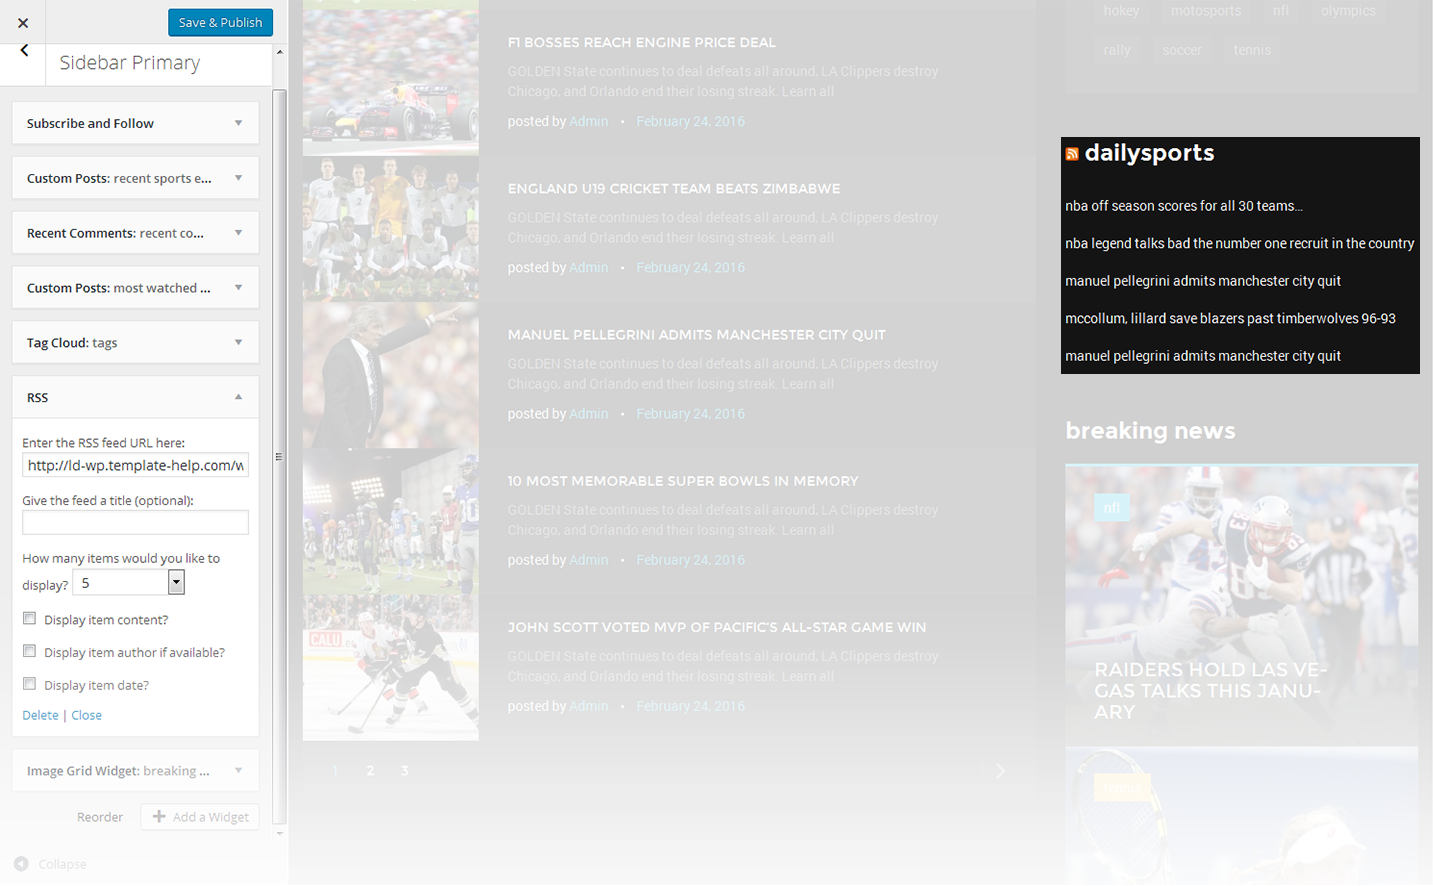 Save & Publish
Sidebar Primary
Subscribe and Follow
Custom Posts: recent sports e...
Recent Comments: recent co...
Custom Posts: most watched ...
Tag Cloud: tags
RSS
Enter the RSS feed URL here:
http://ld-wp.template-help.com/w
Give the feed a title (optional):
How many items would you like to
display? 5
Display item content?
Display item author if available?
Display item date?
Delete | Close
Image Grid Widget: breaking ...
Reorder
Add a Widget
Collapse
F1 BOSSES REACH ENGINE PRICE DEAL
GOLDEN State continues to deal defeats all around. LA Clippers destroy
Chicago, and Orlando end their losing streak. Learn all
posted by Admin • February 24, 2016
ENGLAND U19 CRICKET TEAM BEATS ZIMBABWE
GOLDEN State continues to deal defeats all around. LA Clippers destroy
Chicago, and Orlando end their losing streak. Learn all
posted by Admin • February 24, 2016
MANUEL PELLEGRINI ADMITS MANCHESTER CITY QUIT
GOLDEN State continues to deal defeats all around. LA Clippers destroy
Chicago, and Orlando end their losing streak. Learn all
posted by Admin • February 24, 2016
10 MOST MEMORABLE SUPER BOWLS IN MEMORY
GOLDEN State continues to deal defeats all around. LA Clippers destroy
Chicago, and Orlando end their losing streak. Learn all
posted by Admin • February 24, 2016
CALU
JOHN SCOTT VOTED MVP OF PACIFIC'S ALL-STAR GAME WIN
GOLDEN State continues to deal defeats all around. LA Clippers destroy
Chicago, and Orlando end their losing streak. Learn all
posted by Admin • February 24, 2016
1 2 3
hokey motosports nfl olympics
rally soccer tennis
dailysports
nba off season scores for all 30 teams...
nba legend talks bad the number one recruit in the country
manuel pellegrini admits manchester city quit
mccollum, lillard save blazers past timberwolves 96-93
manuel pellegrini admits manchester city quit
breaking news
nfl
83
RAIDERS HOLD LAS VE-
GAS TALKS THIS JANU-
ARY
tennis